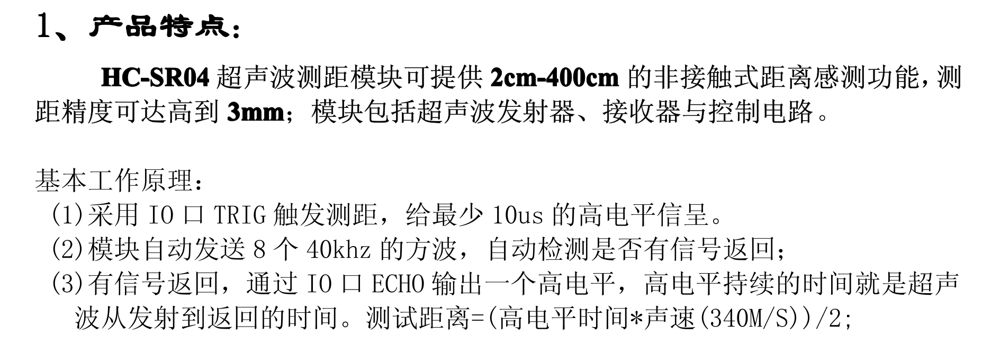 1、产品特点：
HC-SR04 超声波测距模块可提供 2cm-400cm 的非接触式距离感测功能，测
距精度可达高到 3mm；模块包括超声波发射器、接收器与控制电路。
基本工作原理：
(1)采用 IO 口 TRIG 触发测距，给最少 10us 的高电平信呈。
(2)模块自动发送 8 个 40khz 的方波，自动检测是否有信号返回；
(3)有信号返回，通过 IO 口 ECHO 输出一个高电平，高电平持续的时间就是超声
波从发射到返回的时间。测试距离=(高电平时间*声速(340M/S))/2;